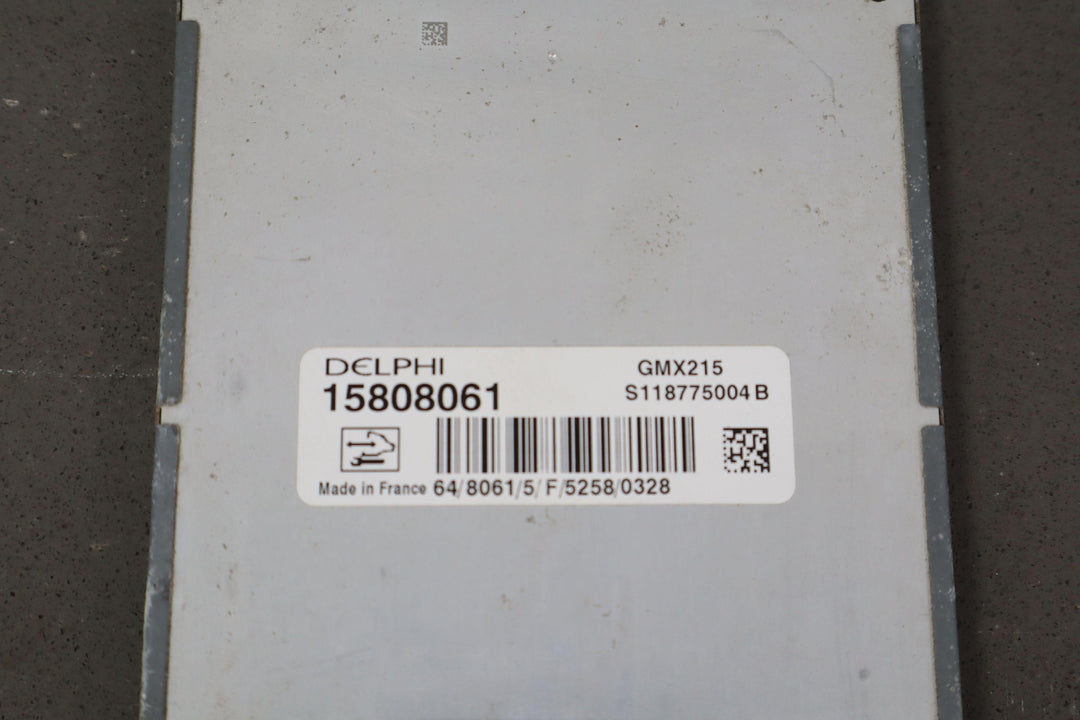 DELPHI GMX215
15808061 S118775004 B
Made in France 64/8061/5/F/5258/0328